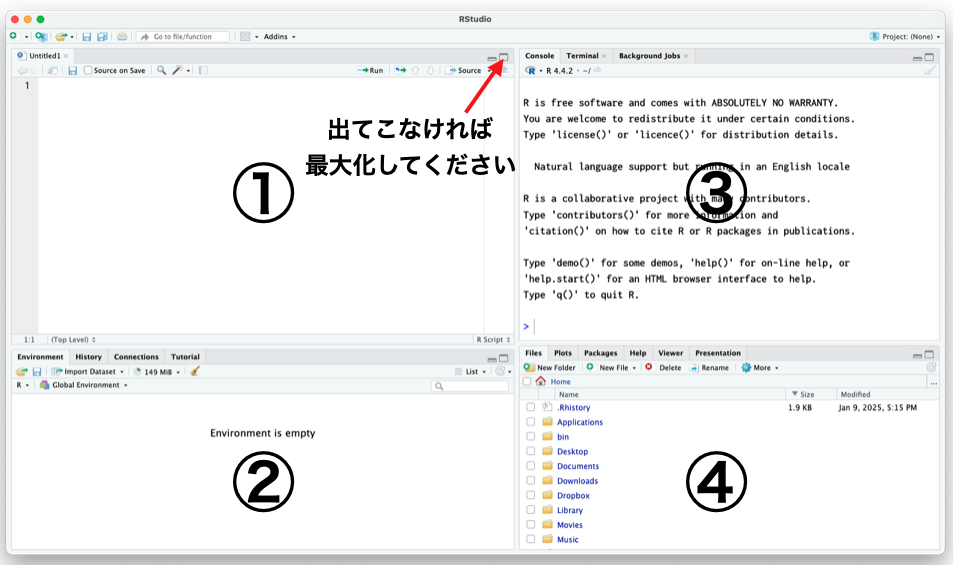 RStudio
Go to file/function
Addins
Project: (None)
Untitled1
Source on Save
Run
Source
1
出てこなければ
最大化してください
①
1:1
(Top Level)
R Script
Console
Terminal
Background Jobs
R 4.4.2 · ~/
R is free software and comes with ABSOLUTELY NO WARRANTY.
You are welcome to redistribute it under certain conditions.
Type 'license()' or 'licence()' for distribution details.
Natural language support but running in an English locale
③
R is a collaborative project with many contributors.
Type 'contributors()' for more information and
'citation()' on how to cite R or R packages in publications.
Type 'demo()' for some demos, 'help()' for on-line help, or
'help.start()' for an HTML browser interface to help.
Type 'q()' to quit R.
>
Environment
History
Connections
Tutorial
Import Dataset
149 MiB
List
R
Global Environment
Environment is empty
②
Files
Plots
Packages
Help
Viewer
Presentation
New Folder
New File
Delete
Rename
More
Home
...
Name
Size
Modified
.Rhistory
1.9 KB
Jan 9, 2025, 5:15 PM
Applications
bin
Desktop
Documents
Downloads
Dropbox
Library
Movies
Music
④